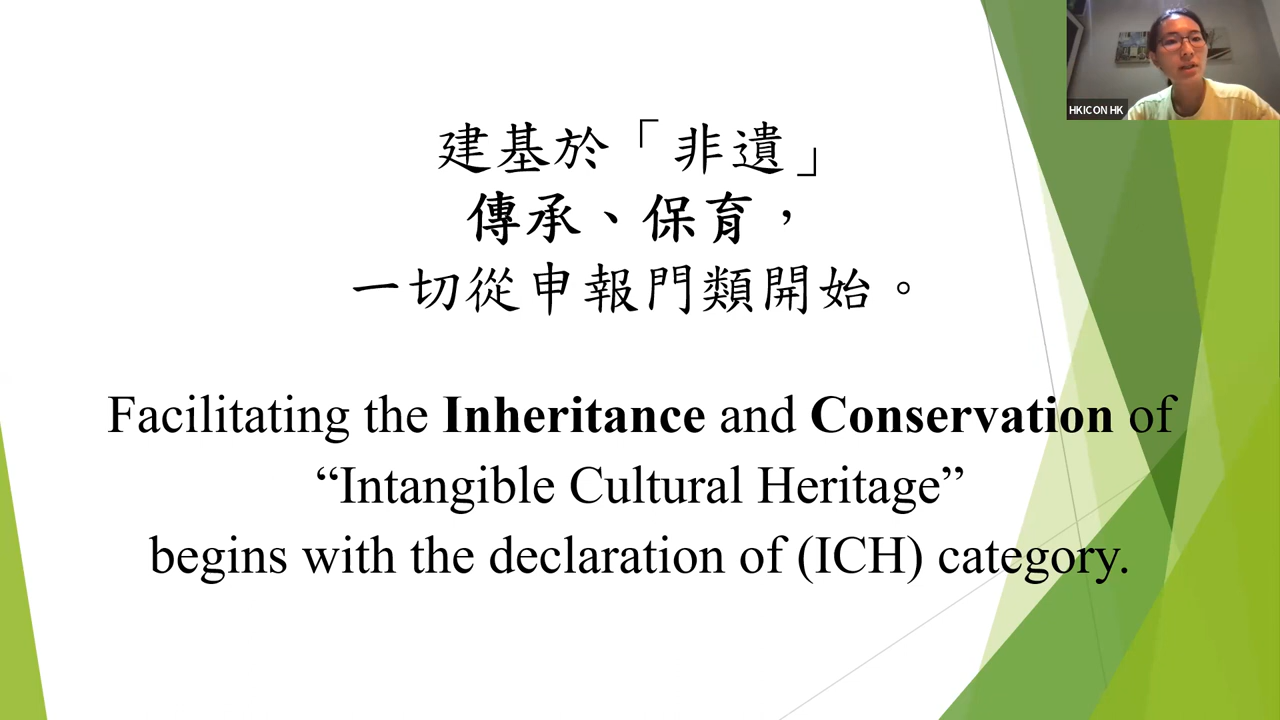 建基於「非遺」
傳承、保育，
一切從申報門類開始。
Facilitating the Inheritance and Conservation of
“Intangible Cultural Heritage”
begins with the declaration of (ICH) category.
HKICON HK